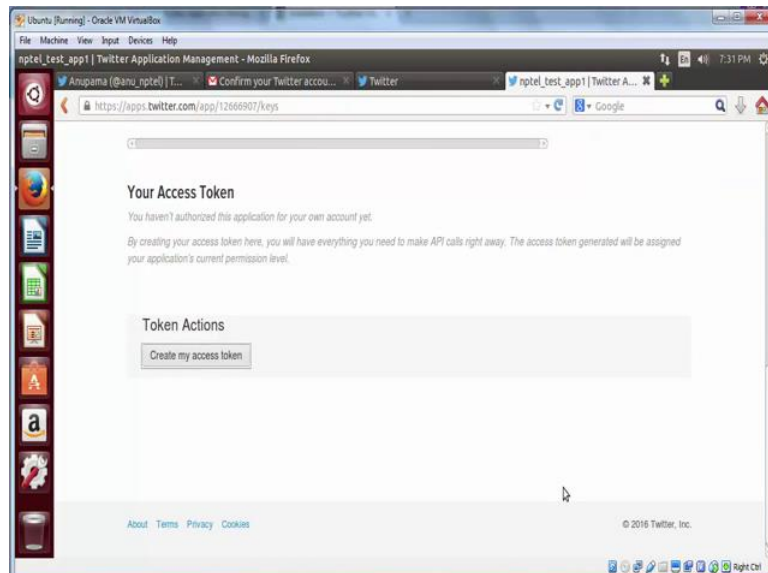 Ubuntu [Running] - Oracle VM VirtualBox
File Machine View Input Devices Help
nptel_test_app1 | Twitter Application Management - Mozilla Firefox
En 7:31 PM
Anupama (@anu_nptel) | T...
Confirm your Twitter accou...
Twitter
nptel_test_app1 | Twitter A...
https://apps.twitter.com/app/12666907/keys
Google
Your Access Token
You haven't authorized this application for your own account yet.
By creating your access token here, you will have everything you need to make API calls right away. The access token generated will be assigned
your application's current permission level.
Token Actions
Create my access token
About Terms Privacy Cookies
© 2016 Twitter, Inc.
Right Ctrl